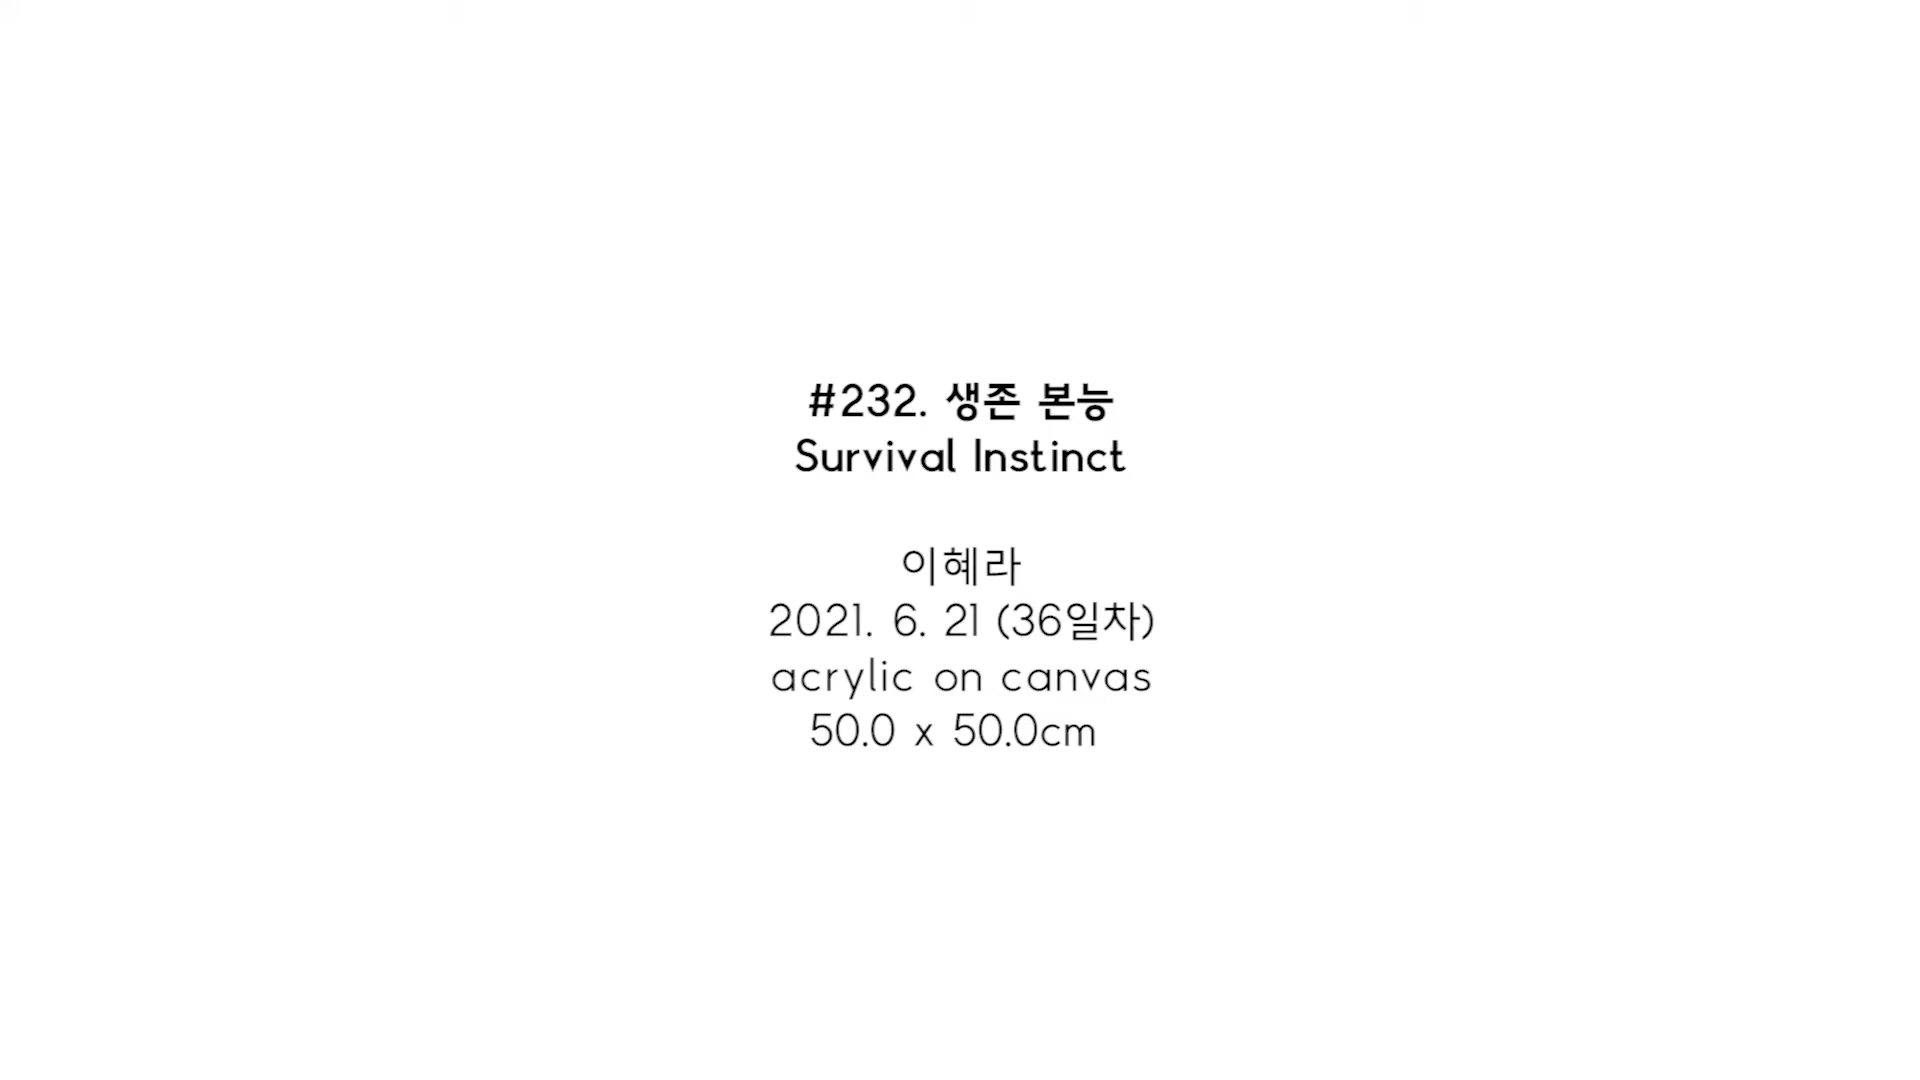 #232. 생존 본능
Survival Instinct
이혜라
2021. 6. 21 (36일차)
acrylic on canvas
50.0 x 50.0cm